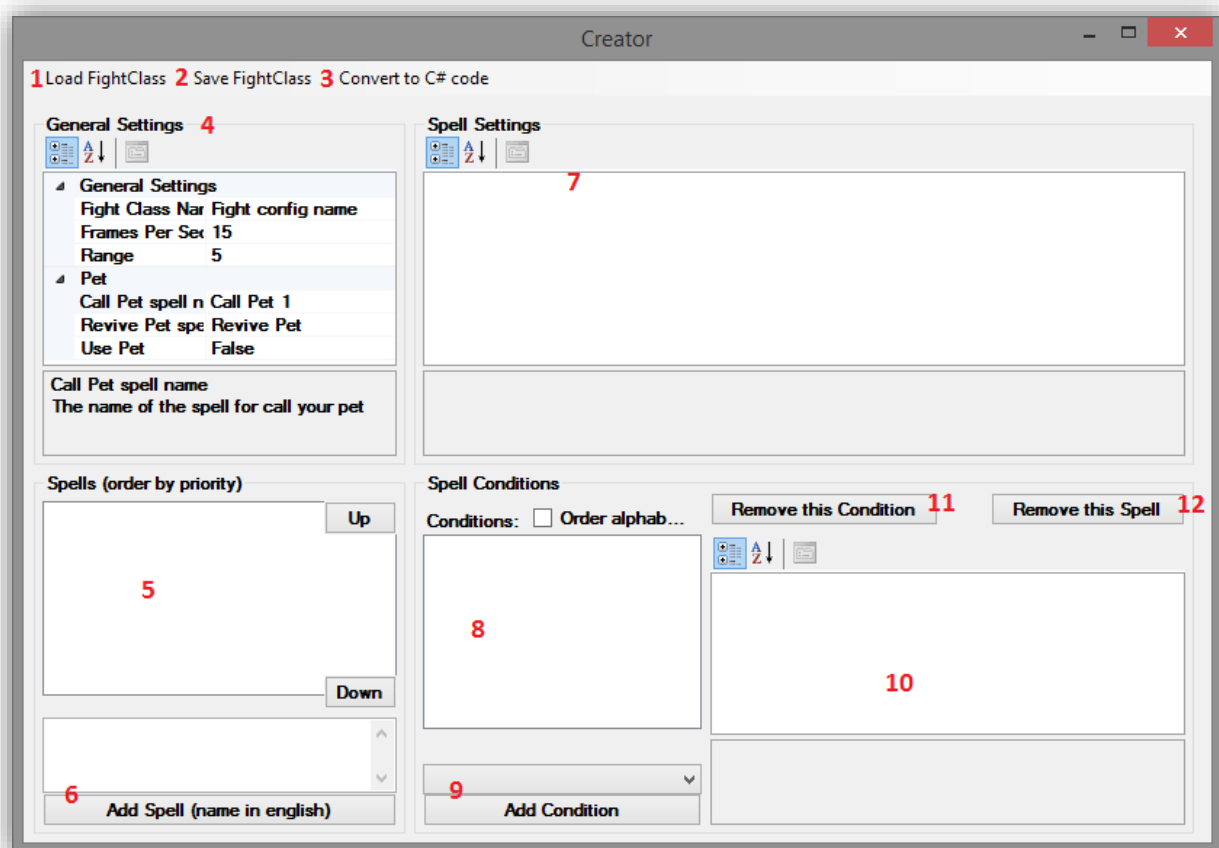 Creator
1 Load FightClass 2 Save FightClass 3 Convert to C# code
General Settings 4
A Z
General Settings
Fight Class Nar Fight config name
Frames Per Sec 15
Range 5
Pet
Call Pet spell n Call Pet 1
Revive Pet spe Revive Pet
Use Pet False
Call Pet spell name
The name of the spell for call your pet
Spell Settings
A Z
7
Spells (order by priority)
Up
5
Down
6
Add Spell (name in english)
Spell Conditions
Conditions: Order alphab...
Remove this Condition 11
Remove this Spell 12
A Z
8
10
9
Add Condition